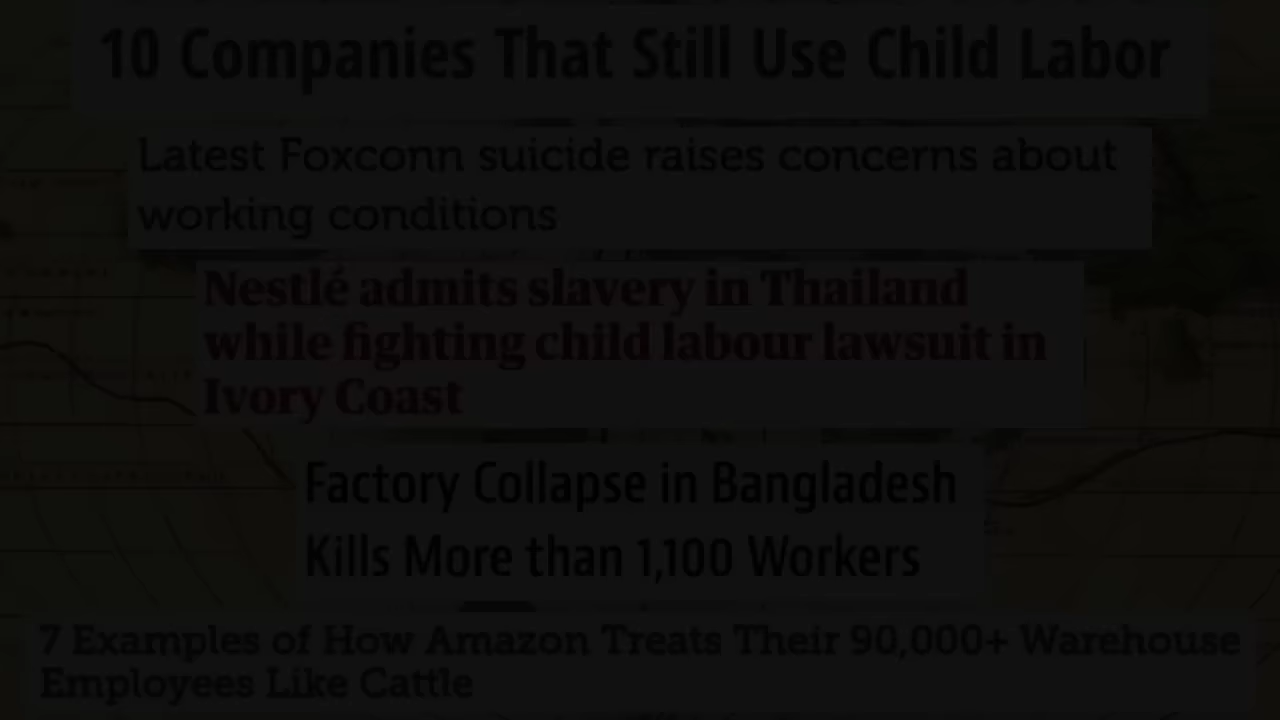 10 Companies That Still Use Child Labor
Latest Foxconn suicide raises concerns about
working conditions
Nestlé admits slavery in Thailand
while fighting child labour lawsuit in
Ivory Coast
Factory Collapse in Bangladesh
Kills More than 1,100 Workers
7 Examples of How Amazon Treats Their 90,000+ Warehouse
Employees Like Cattle